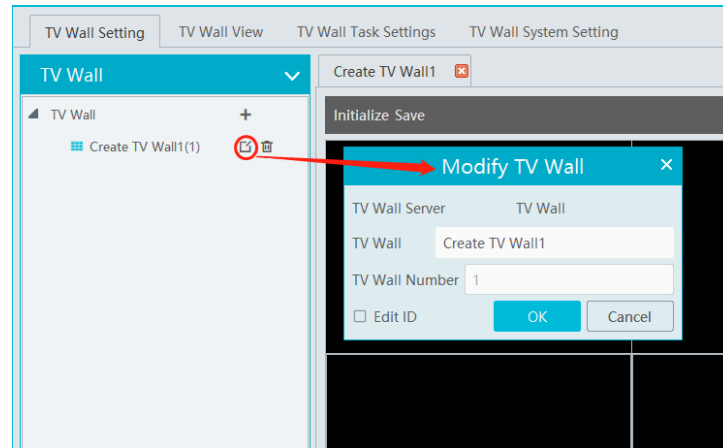 TV Wall Setting TV Wall View TV Wall Task Settings TV Wall System Setting
TV Wall
Create TV Wall1
TV Wall
Create TV Wall1(1)
Initialize Save
Modify TV Wall
TV Wall Server TV Wall
TV Wall Create TV Wall1
TV Wall Number 1
Edit ID OK Cancel